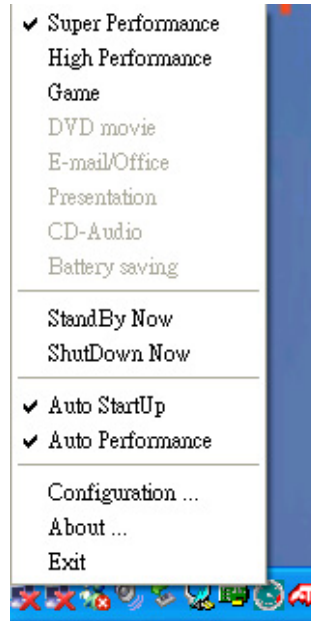 Super Performance
High Performance
Game
DVD movie
E-mail/Office
Presentation
CD-Audio
Battery saving
StandBy Now
ShutDown Now
Auto StartUp
Auto Performance
Configuration ...
About ...
Exit